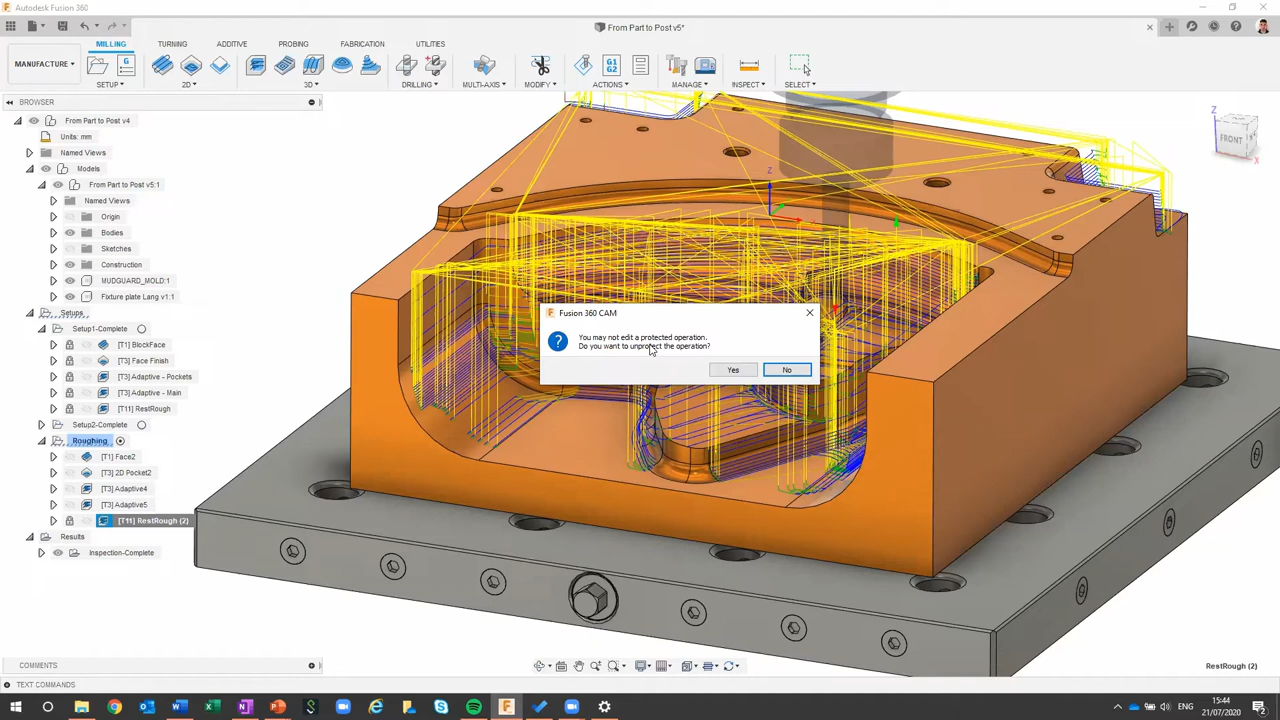 Autodesk Fusion 360
From Part to Post v5*
MILLING
TURNING
ADDITIVE
PROBING
FABRICATION
UTILITIES
MANUFACTURE
SETUP
2D
3D
DRILLING
MULTI-AXIS
MODIFY
G1
G2
ACTIONS
MANAGE
INSPECT
SELECT
BROWSER
From Part to Post v4
Units: mm
Named Views
Models
From Part to Post v5:1
Named Views
Origin
Bodies
Sketches
Construction
MUDGUARD_MOLD:1
Fixture plate Lang v1:1
Setups
Setup1-Complete
[T1] BlockFace
[T3] Face Finish
[T3] Adaptive - Pockets
[T3] Adaptive - Main
[T11] RestRough
Setup2-Complete
Roughing
[T1] Face2
[T3] 2D Pocket2
[T3] Adaptive4
[T3] Adaptive5
[T11] RestRough (2)
Results
Inspection-Complete
Z
FRONT
X
Z
Fusion 360 CAM
You may not edit a protected operation.
Do you want to unprotect the operation?
Yes
No
COMMENTS
RestRough (2)
TEXT COMMANDS
ENG
15:44
21/07/2020
2